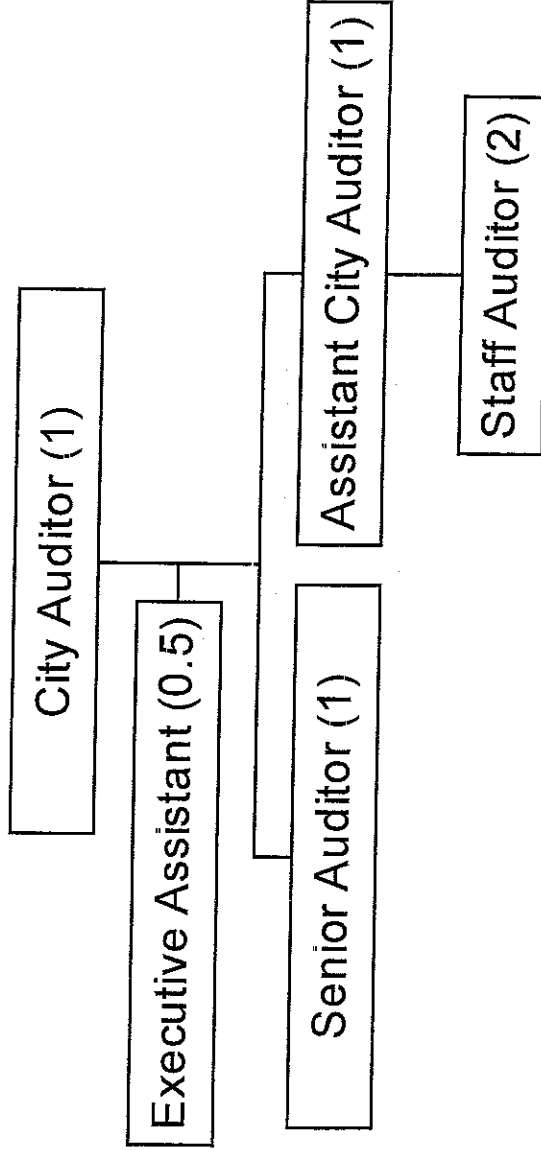 City Auditor (1)
Executive Assistant (0.5)
Senior Auditor (1)
Assistant City Auditor (1)
Staff Auditor (2)